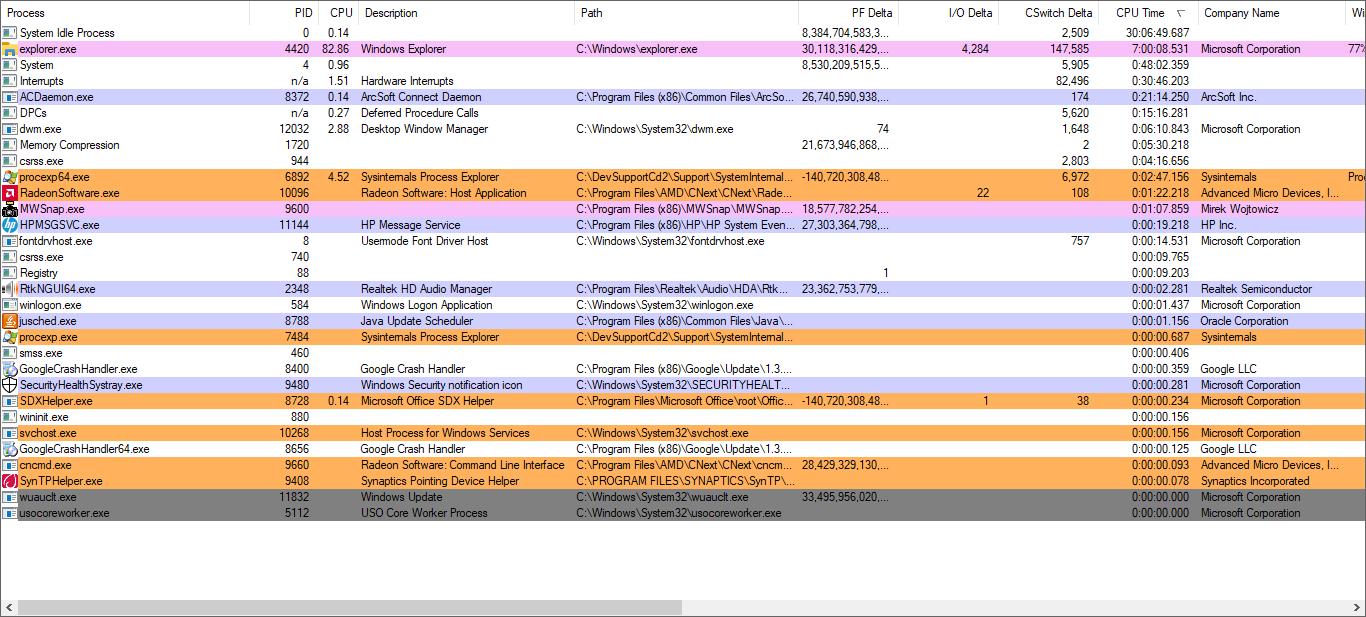 Process PID CPU Description Path PF Delta I/O Delta CSwitch Delta CPU Time Company Name Wi
System Idle Process 0 0.14 8,384,704,583,3... 2,509 30:06:49.687
explorer.exe 4420 82.86 Windows Explorer C:\Windows\explorer.exe 30,118,316,429,... 4,284 147,585 7:00:08.531 Microsoft Corporation 77%
System 4 0.96 8,530,209,515,5... 5,905 0:48:02.359
Interrupts n/a 1.51 Hardware Interrupts 82,496 0:30:46.203
ACDaemon.exe 8372 0.14 ArcSoft Connect Daemon C:\Program Files (x86)\Common Files\ArcSo... 26,740,590,938,... 174 0:21:14.250 ArcSoft Inc.
DPCs n/a 0.27 Deferred Procedure Calls 5,620 0:15:16.281
dwm.exe 12032 2.88 Desktop Window Manager C:\Windows\System32\dwm.exe 74 1,648 0:06:10.843 Microsoft Corporation
Memory Compression 1720 21,673,946,868,... 2 0:05:30.218
csrss.exe 944 2,803 0:04:16.656
procexp64.exe 6892 4.52 Sysinternals Process Explorer C:\DevSupportCd2\Support\SystemInternal... -140,720,308,48... 6,972 0:02:47.156 Sysinternals Proc
RadeonSoftware.exe 10096 Radeon Software: Host Application C:\Program Files\AMD\CNext\CNext\Rade... 22 108 0:01:22.218 Advanced Micro Devices, I...
MWSnap.exe 9600 C:\Program Files (x86)\MWSnap\MWSnap.... 18,577,782,254,... 0:01:07.859 Mirek Wojtowicz
HPMSGSVC.exe 11144 HP Message Service C:\Program Files (x86)\HP\HP System Even... 27,303,364,798,... 0:00:19.218 HP Inc.
fontdrvhost.exe 8 Usermode Font Driver Host C:\Windows\System32\fontdrvhost.exe 757 0:00:14.531 Microsoft Corporation
csrss.exe 740 0:00:09.765
Registry 88 1 0:00:09.203
RtkNGUI64.exe 2348 Realtek HD Audio Manager C:\Program Files\Realtek\Audio\HDA\Rtk... 23,362,753,779,... 0:00:02.281 Realtek Semiconductor
winlogon.exe 584 Windows Logon Application C:\Windows\System32\winlogon.exe 0:00:01.437 Microsoft Corporation
jusched.exe 8788 Java Update Scheduler C:\Program Files (x86)\Common Files\Java\... 0:00:01.156 Oracle Corporation
procexp.exe 7484 Sysinternals Process Explorer C:\DevSupportCd2\Support\SystemInternal... 0:00:00.687 Sysinternals
smss.exe 460 0:00:00.406
GoogleCrashHandler.exe 8400 Google Crash Handler C:\Program Files (x86)\Google\Update\1.3.... 0:00:00.359 Google LLC
SecurityHealthSystray.exe 9480 Windows Security notification icon C:\Windows\System32\SECURITYHEALT... 0:00:00.281 Microsoft Corporation
SDXHelper.exe 8728 0.14 Microsoft Office SDX Helper C:\Program Files\Microsoft Office\root\Offic... -140,720,308,48... 1 38 0:00:00.234 Microsoft Corporation
wininit.exe 880 0:00:00.156
svchost.exe 10268 Host Process for Windows Services C:\Windows\System32\svchost.exe 0:00:00.156 Microsoft Corporation
GoogleCrashHandler64.exe 8656 Google Crash Handler C:\Program Files (x86)\Google\Update\1.3.... 0:00:00.125 Google LLC
cncmd.exe 9660 Radeon Software: Command Line Interface C:\Program Files\AMD\CNext\CNext\cncm... 28,429,329,130,... 0:00:00.093 Advanced Micro Devices, I...
SynTPHelper.exe 9408 Synaptics Pointing Device Helper C:\PROGRAM FILES\SYNAPTICS\SynTP\... 0:00:00.078 Synaptics Incorporated
wuauclt.exe 11832 Windows Update C:\Windows\System32\wuauclt.exe 33,495,956,020,... 0:00:00.000 Microsoft Corporation
usocoreworker.exe 5112 USO Core Worker Process C:\Windows\System32\usocoreworker.exe 0:00:00.000 Microsoft Corporation